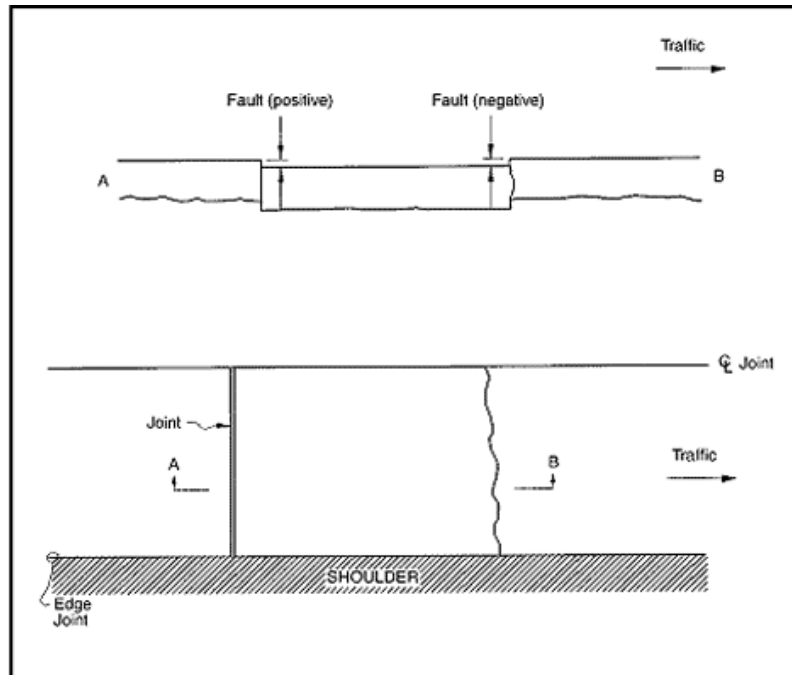 Traffic
Fault (positive)
Fault (negative)
A
B
℄ Joint
Joint
A
B
Traffic
SHOULDER
Edge
Joint